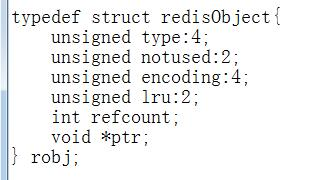 typedef struct redisObject{
    unsigned type:4;
    unsigned notused:2;
    unsigned encoding:4;
    unsigned lru:2;
    int refcount;
    void *ptr;
} robj;